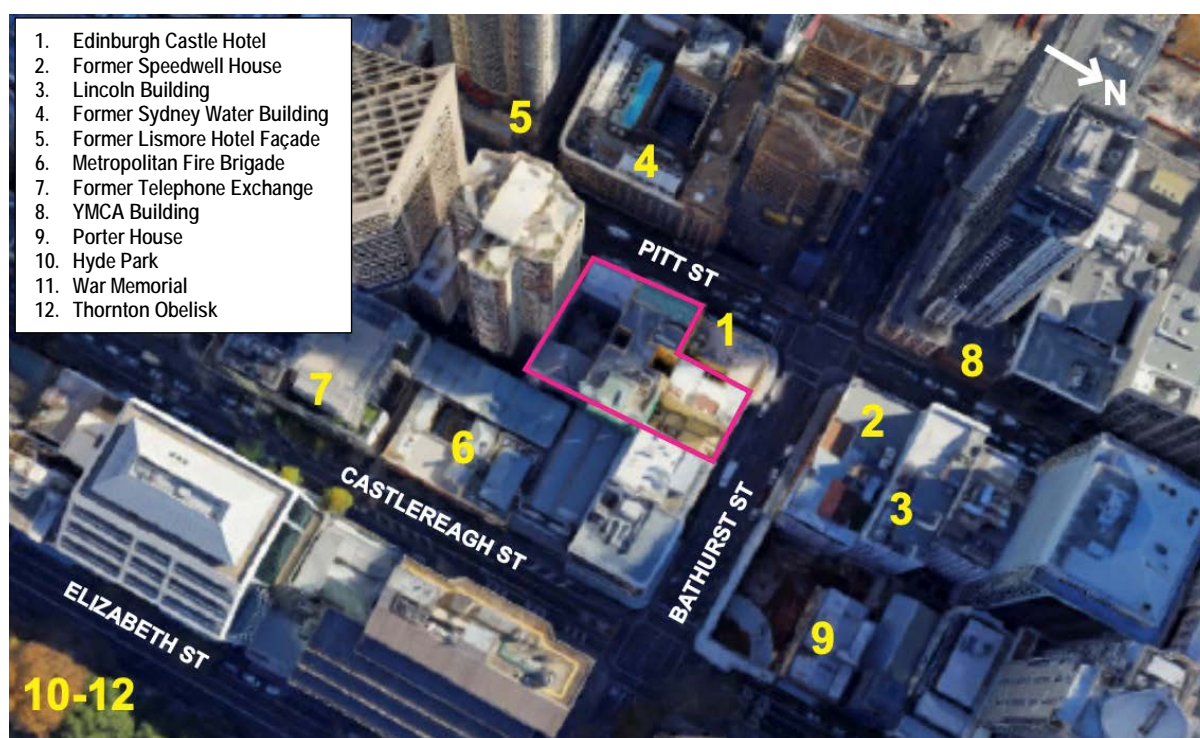 1. Edinburgh Castle Hotel
2. Former Speedwell House
3. Lincoln Building
4. Former Sydney Water Building
5. Former Lismore Hotel Façade
6. Metropolitan Fire Brigade
7. Former Telephone Exchange
8. YMCA Building
9. Porter House
10. Hyde Park
11. War Memorial
12. Thornton Obelisk
N
5
4
PITT ST
1
8
7
6
2
3
CASTLEREAGH ST
BATHURST ST
ELIZABETH ST
9
10-12